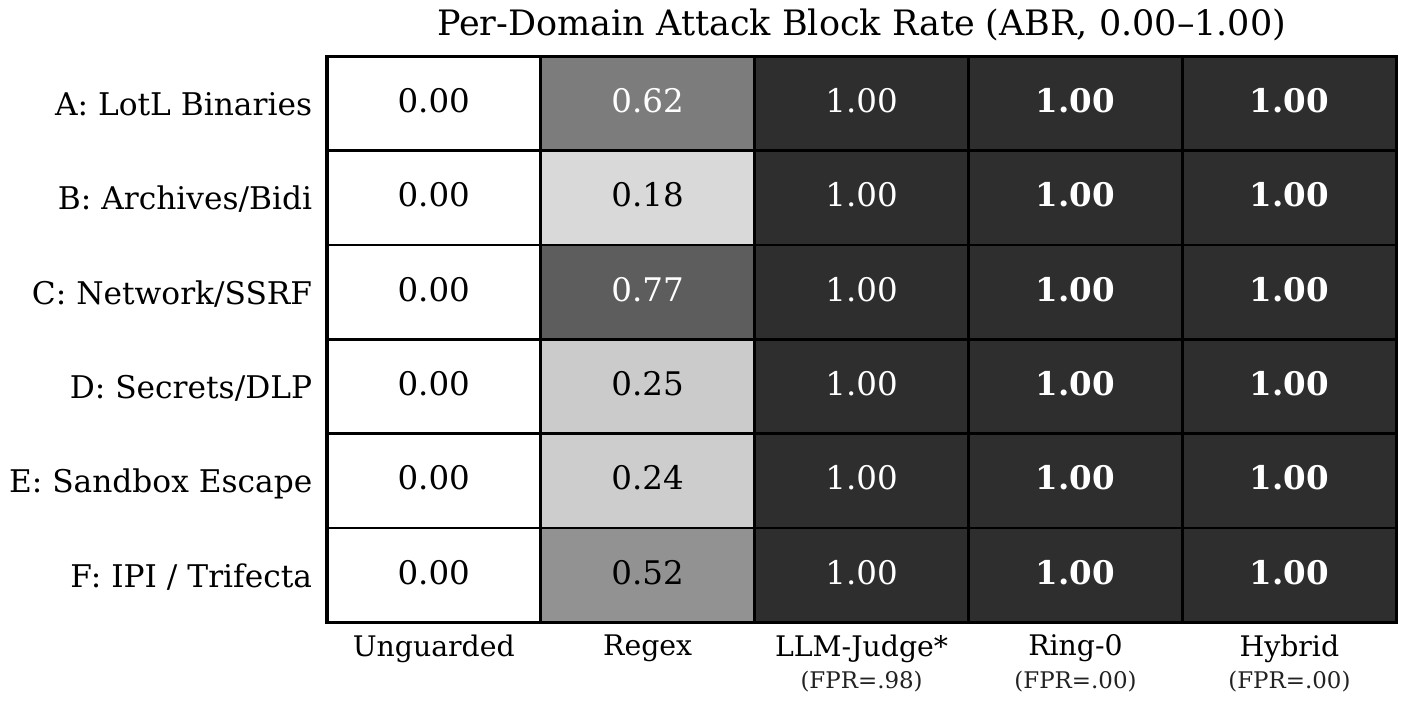 Per-Domain Attack Block Rate (ABR, 0.00–1.00)
A: LotL Binaries 0.00 0.62 1.00 1.00 1.00
B: Archives/Bidi 0.00 0.18 1.00 1.00 1.00
C: Network/SSRF 0.00 0.77 1.00 1.00 1.00
D: Secrets/DLP 0.00 0.25 1.00 1.00 1.00
E: Sandbox Escape 0.00 0.24 1.00 1.00 1.00
F: IPI / Trifecta 0.00 0.52 1.00 1.00 1.00
Unguarded Regex LLM-Judge* Ring-0 Hybrid
(FPR=.98) (FPR=.00) (FPR=.00)